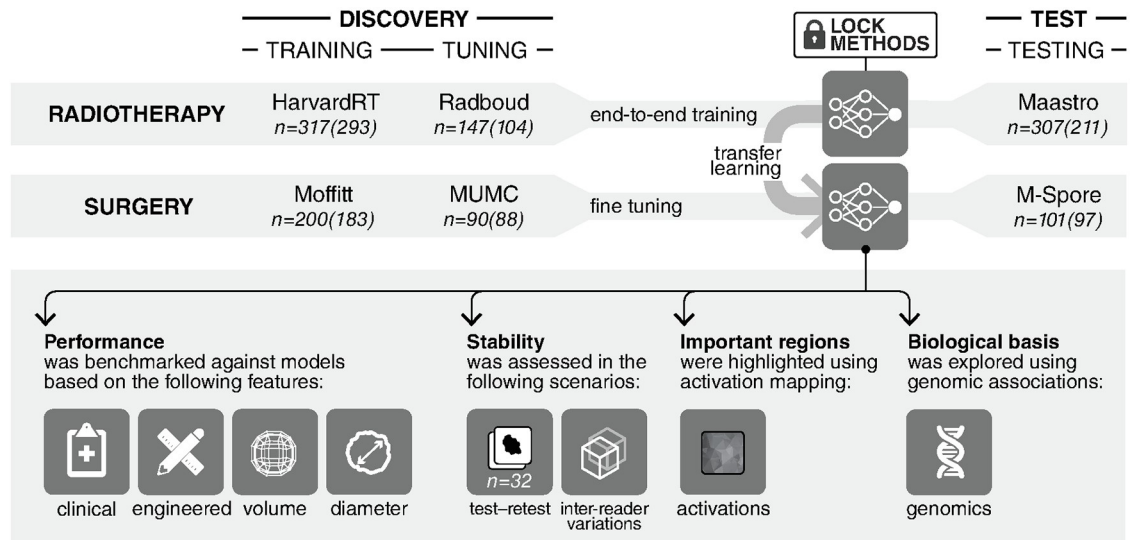 DISCOVERY
TRAINING
TUNING
LOCK
METHODS
TEST
TESTING
RADIOTHERAPY
HarvardRT
n=317(293)
Radboud
n=147(104)
end-to-end training
Maastro
n=307(211)
transfer
learning
SURGERY
Moffitt
n=200(183)
MUMC
n=90(88)
fine tuning
M-Spore
n=101(97)
Performance
was benchmarked against models
based on the following features:
clinical
engineered
volume
diameter
Stability
was assessed in the
following scenarios:
n=32
test–retest
inter-reader
variations
Important regions
were highlighted using
activation mapping:
activations
Biological basis
was explored using
genomic associations:
genomics